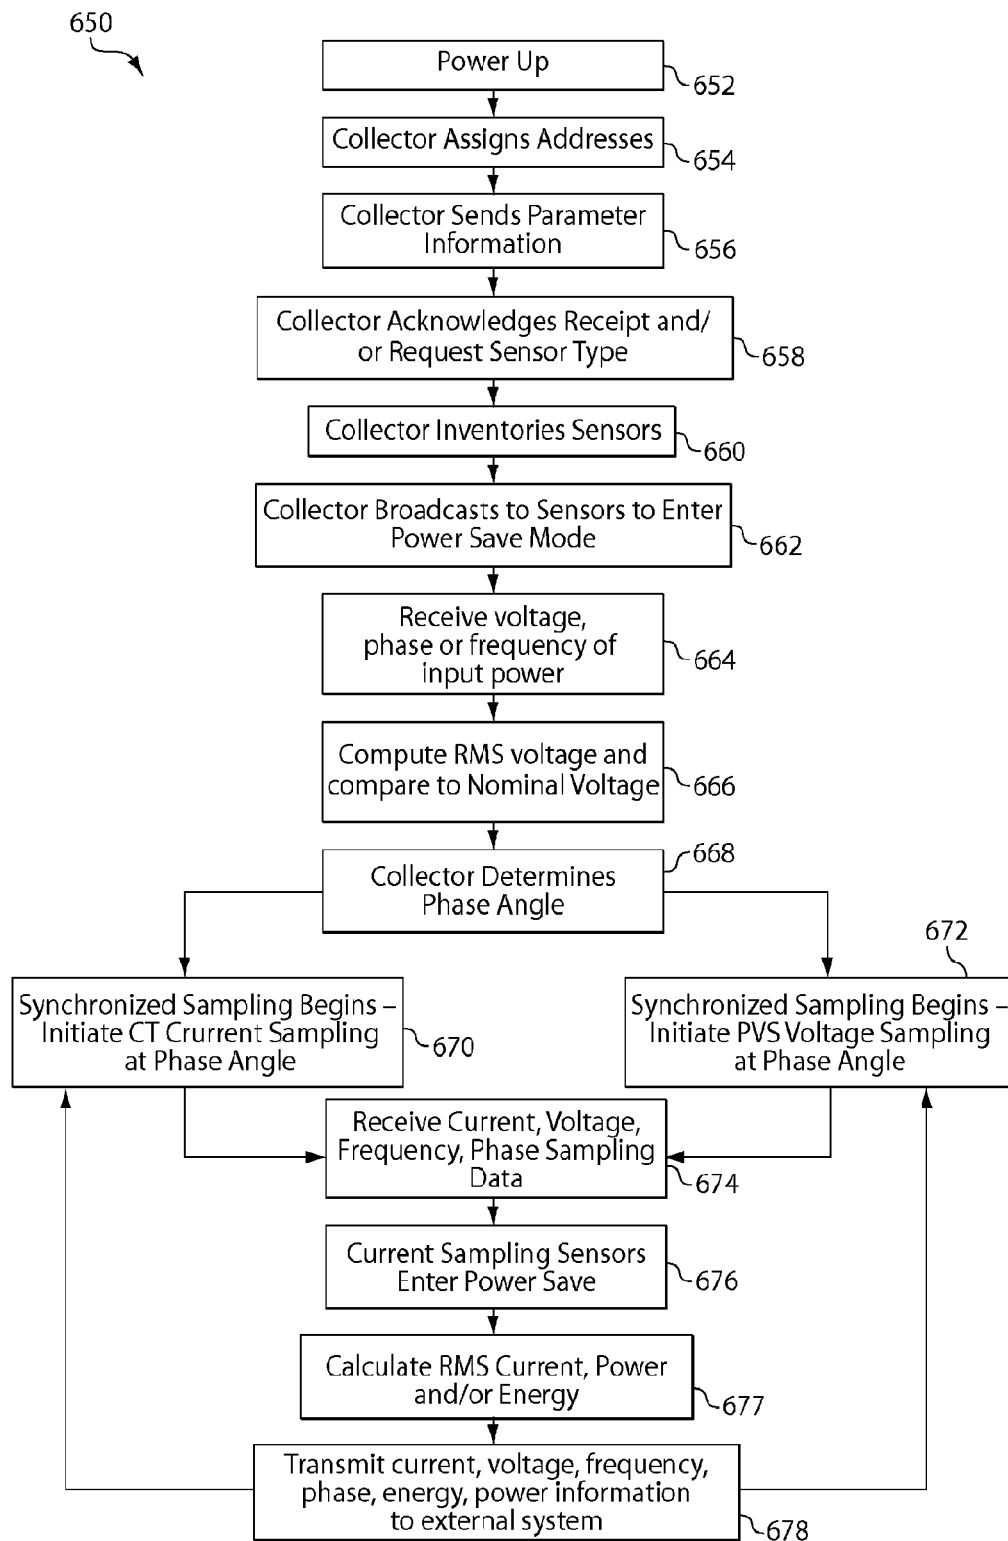 650
Power Up
652
Collector Assigns Addresses
654
Collector Sends Parameter
Information
656
Collector Acknowledges Receipt and/
or Request Sensor Type
658
Collector Inventories Sensors
660
Collector Broadcasts to Sensors to Enter
Power Save Mode
662
Receive voltage,
phase or frequency of
input power
664
Compute RMS voltage and
compare to Nominal Voltage
666
668
Collector Determines
Phase Angle
672
Synchronized Sampling Begins –
Initiate CT Crurrent Sampling
at Phase Angle
670
Synchronized Sampling Begins –
Initiate PVS Voltage Sampling
at Phase Angle
Receive Current, Voltage,
Frequency, Phase Sampling
Data
674
Current Sampling Sensors
Enter Power Save
676
Calculate RMS Current, Power
and/or Energy
677
Transmit current, voltage, frequency,
phase, energy, power information
to external system
678